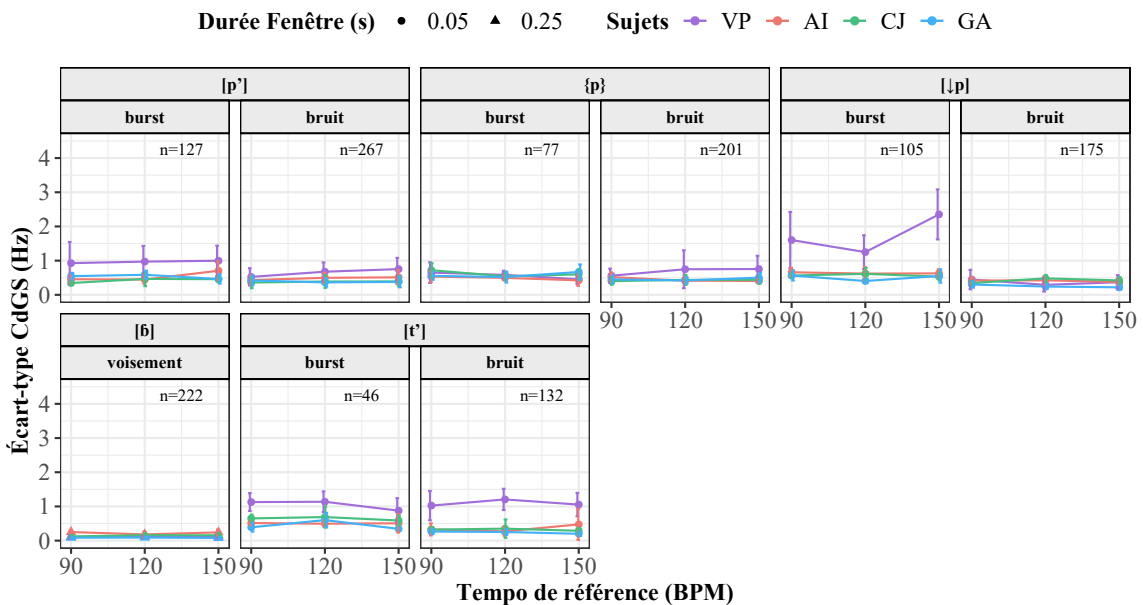 Durée Fenêtre (s) 0.05 0.25 Sujets VP AI CJ GA
[p’] {p} [↓p]
burst bruit burst bruit burst bruit
n=127 n=267 n=77 n=201 n=105 n=175
4
3
2
1
0
90 120 150 90 120 150 90 120 150
[ɓ] [t’]
voisement burst bruit
n=222 n=46 n=132
4
3
2
1
0
90 120 150 90 120 150 90 120 150
Écart-type CdGS (Hz)
Tempo de référence (BPM)